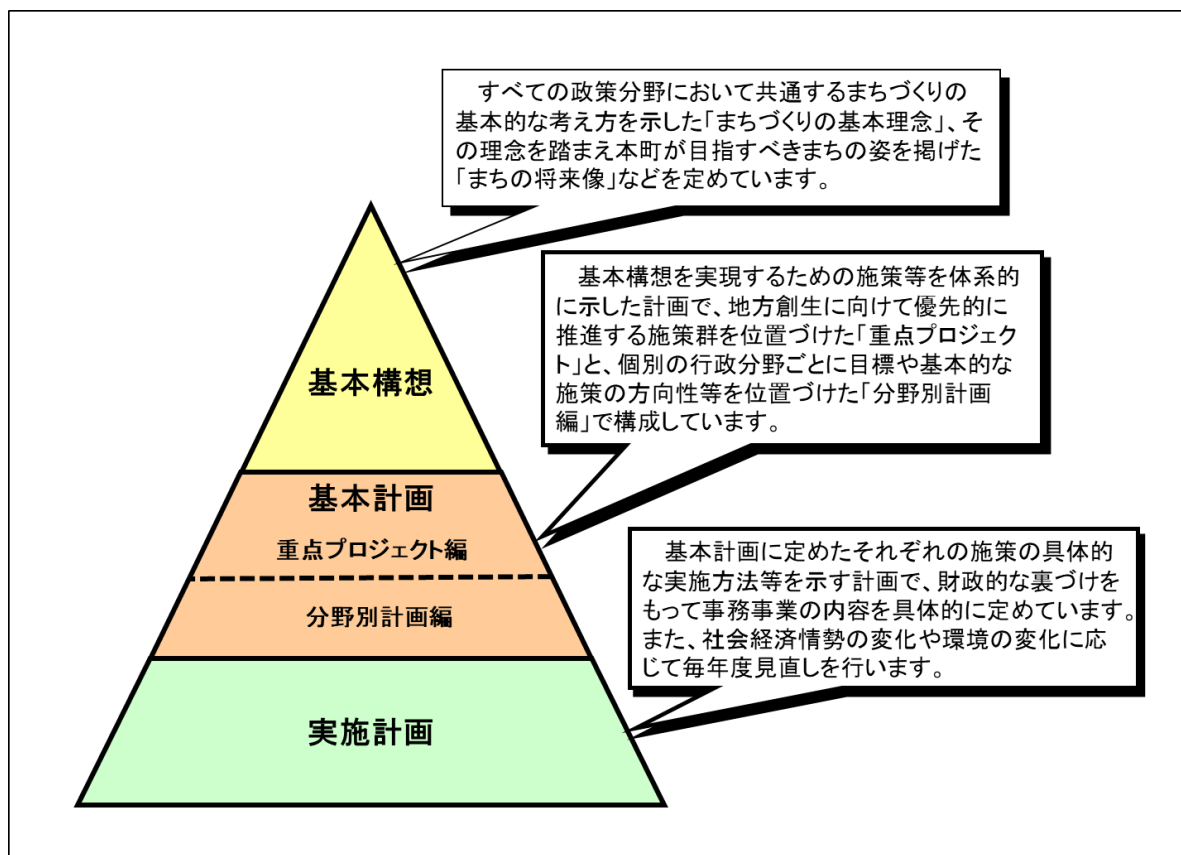 すべての政策分野において共通するまちづくりの
基本的な考え方を示した「まちづくりの基本理念」、そ
の理念を踏まえ本町が目指すべきまちの姿を掲げた
「まちの将来像」などを定めています。
基本構想を実現するための施策等を体系的
に示した計画で、地方創生に向けて優先的に
推進する施策群を位置づけた「重点プロジェク
ト」と、個別の行政分野ごとに目標や基本的な
施策の方向性等を位置づけた「分野別計画
編」で構成しています。
基本構想
基本計画
重点プロジェクト編
分野別計画編
基本計画に定めたそれぞれの施策の具体的
な実施方法等を示す計画で、財政的な裏づけを
もって事務事業の内容を具体的に定めています。
また、社会経済情勢の変化や環境の変化に応
じて毎年度見直しを行います。
実施計画